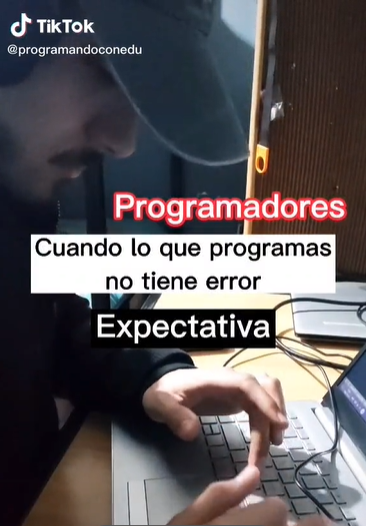 TikTok
@programandoconedu
Programadores
Cuando lo que programas
no tiene error
Expectativa